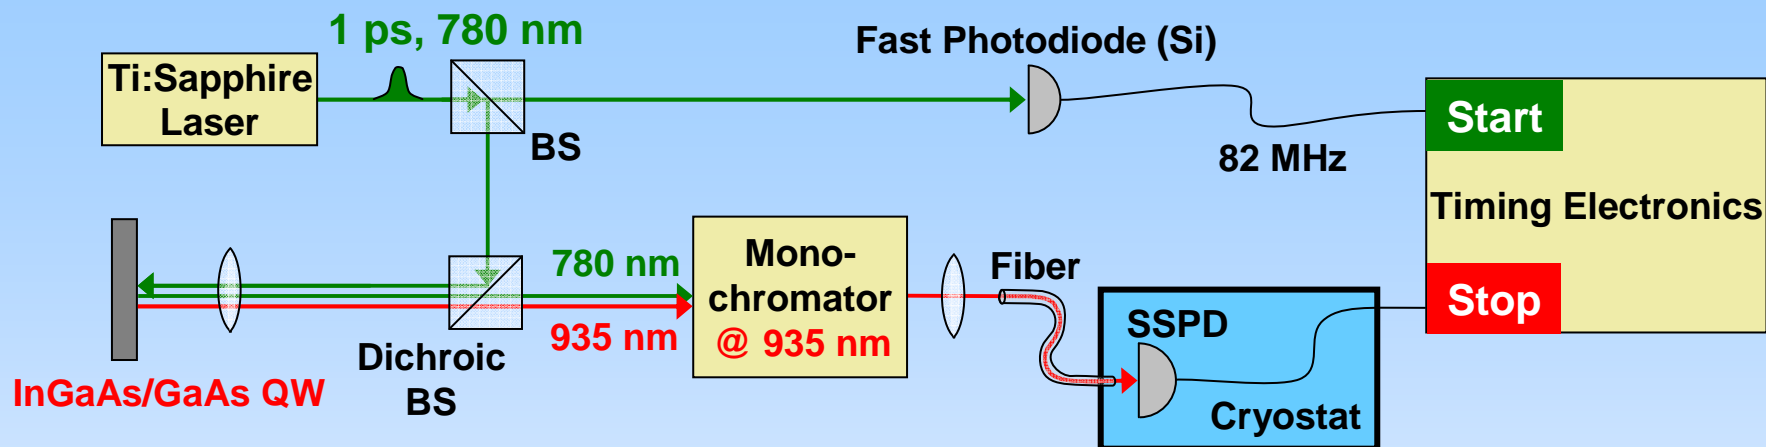 1 ps, 780 nm
Ti:Sapphire
Laser
BS
Fast Photodiode (Si)
82 MHz
Start
Timing Electronics
Stop
InGaAs/GaAs QW
Dichroic
BS
780 nm
935 nm
Mono-
chromator
@ 935 nm
Fiber
SSPD
Cryostat